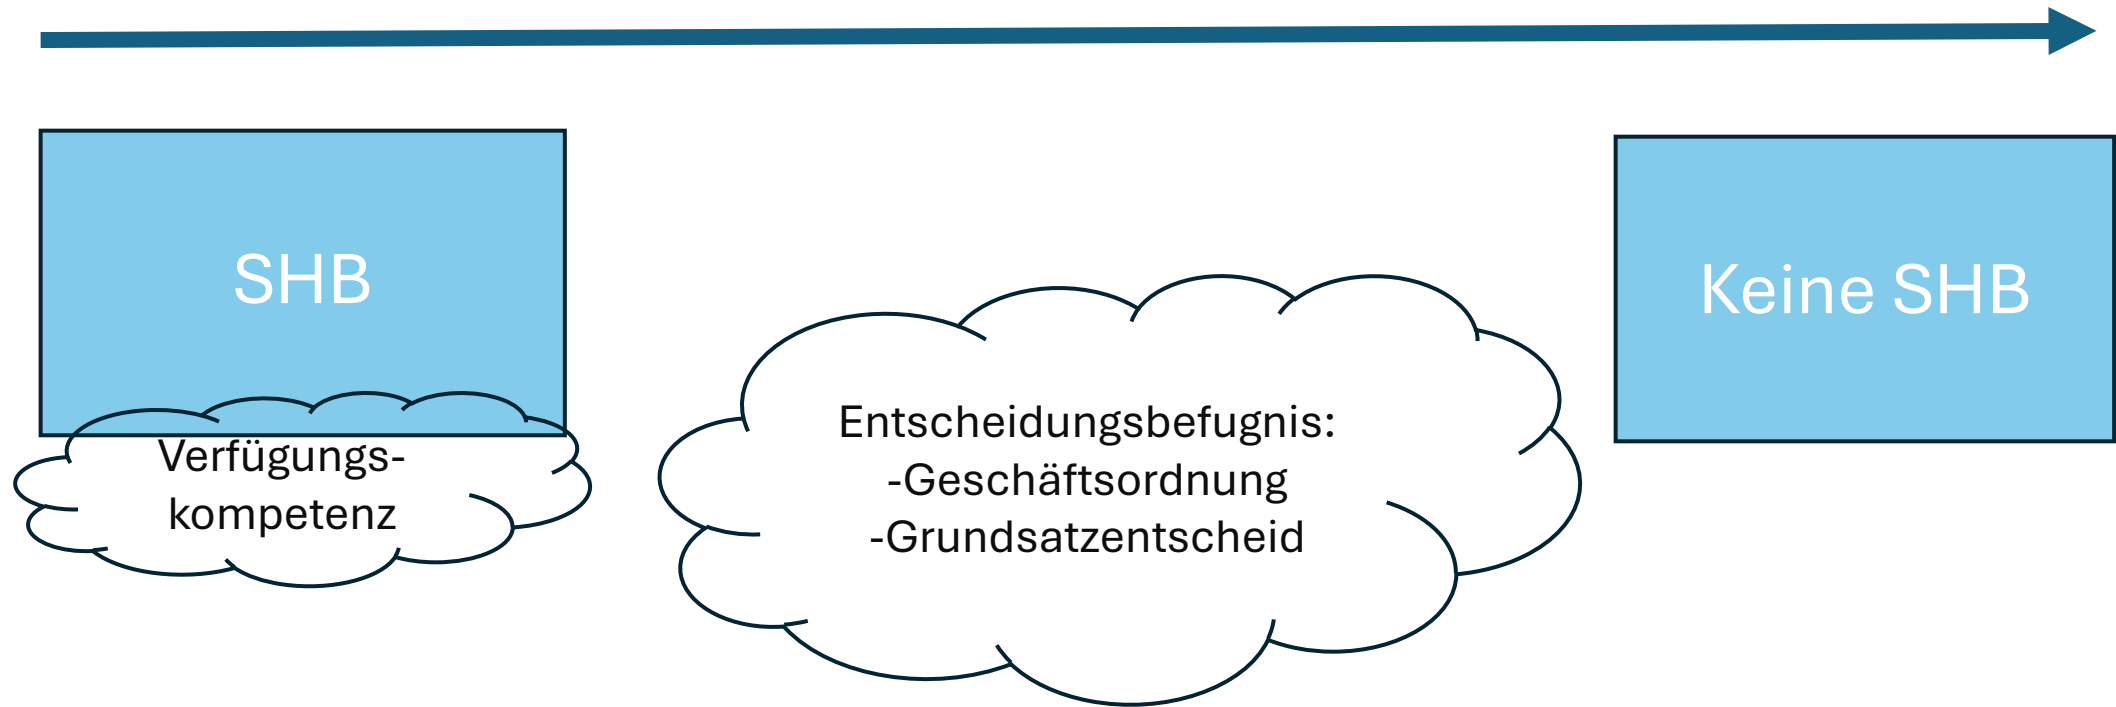 SHB
Keine SHB
Verfügungs-
kompetenz
Entscheidungsbefugnis:
-Geschäftsordnung
-Grundsatzentscheid